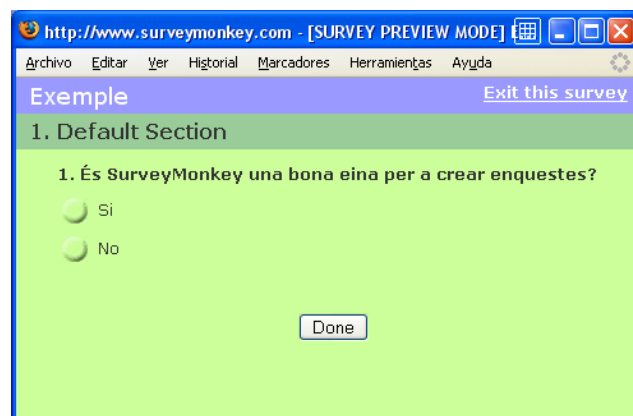 http://www.surveymonkey.com - [SURVEY PREVIEW MODE]
Archivo Editar Ver Historial Marcadores Herramientas Ayuda
Exemple Exit this survey
1. Default Section
1. És SurveyMonkey una bona eina per a crear enquestes?
Si
No
Done